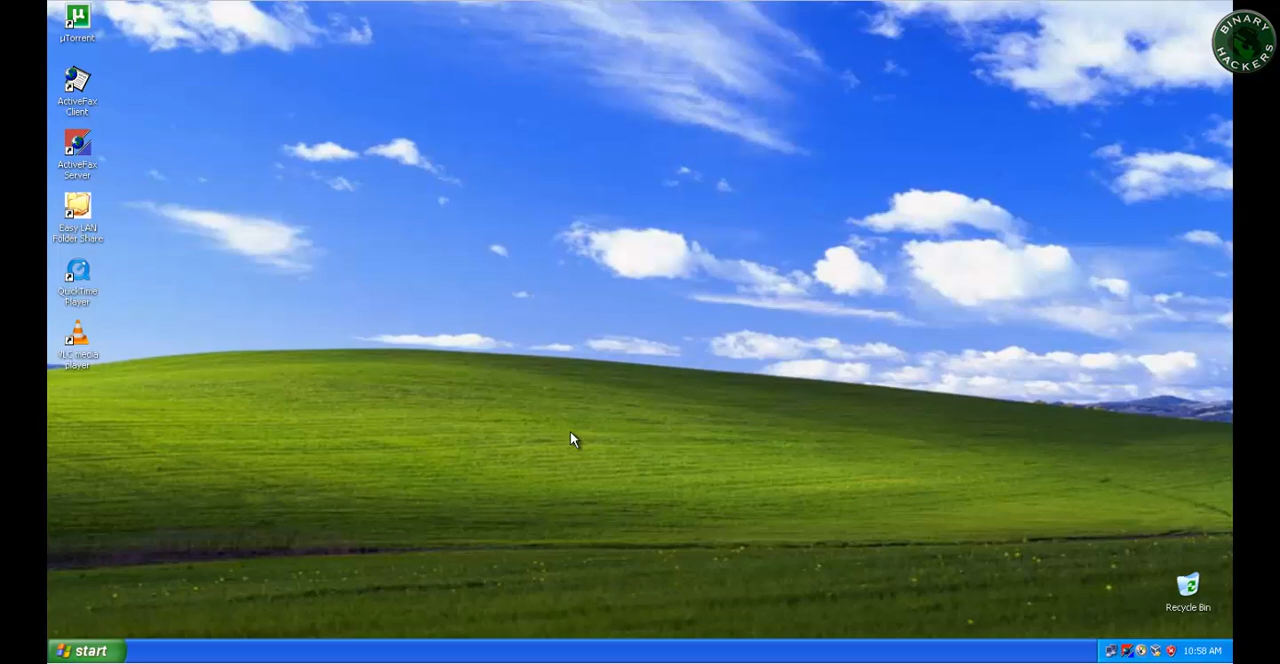 µTorrent
ActiveFax
Client
ActiveFax
Server
Easy LAN
Folder Share
QuickTime
Player
VLC media
player
Recycle Bin
start
10:58 AM
BINARY
HACKERS